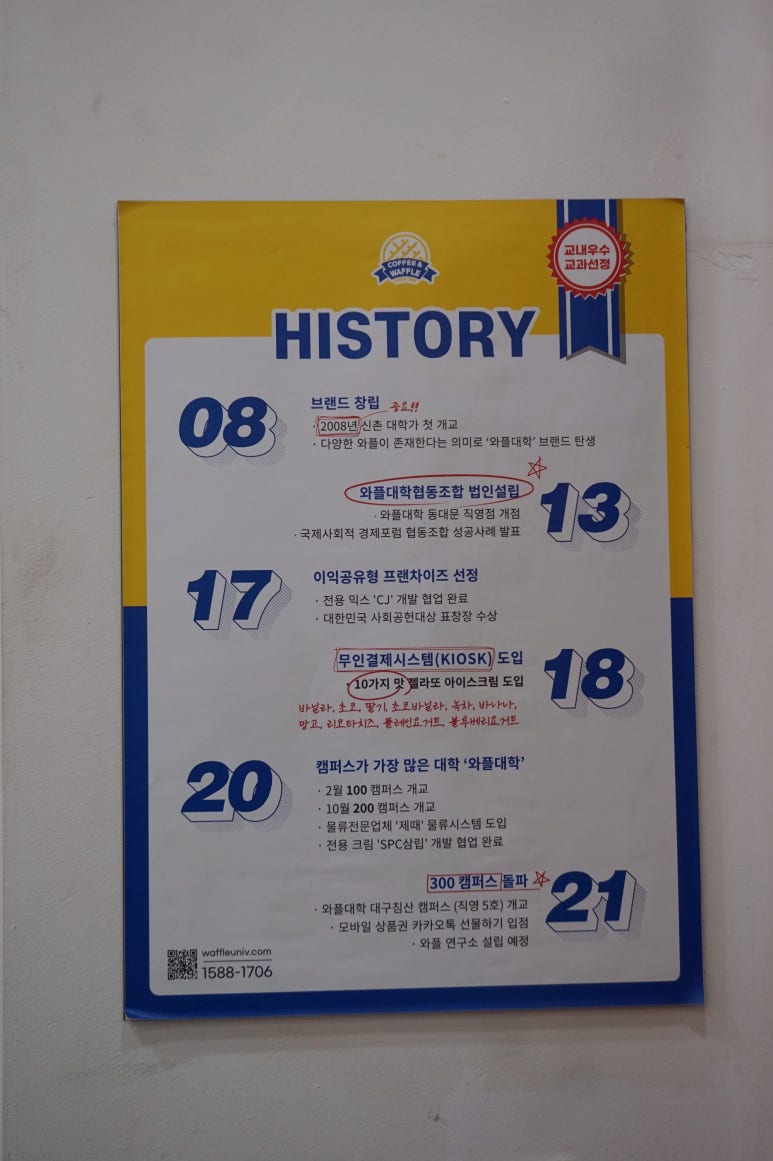 교내우수
교과선정
COFFEE &
WAFFLE
HISTORY
08
브랜드 창립
중요!!
· 2008년 신촌 대학가 첫 개교
· 다양한 와플이 존재한다는 의미로 ‘와플대학’ 브랜드 탄생
13
와플대학협동조합 법인설립
· 와플대학 동대문 직영점 개점
· 국제사회적 경제포럼 협동조합 성공사례 발표
17
이익공유형 프랜차이즈 선정
· 전용 믹스 'CJ' 개발 협업 완료
· 대한민국 사회공헌대상 표창장 수상
18
무인결제시스템(KIOSK) 도입
· 10가지 맛 젤라또 아이스크림 도입
바닐라, 초코, 딸기, 초코바닐라, 녹차, 바나나,
망고, 리코타치즈, 플레인요거트, 블루베리요거트
20
캠퍼스가 가장 많은 대학 ‘와플대학’
· 2월 100 캠퍼스 개교
· 10월 200 캠퍼스 개교
· 물류전문업체 '제때' 물류시스템 도입
· 전용 크림 'SPC삼립' 개발 협업 완료
21
300 캠퍼스 돌파
· 와플대학 대구침산 캠퍼스 (직영 5호) 개교
· 모바일 상품권 카카오톡 선물하기 입점
· 와플 연구소 설립 예정
waffleuniv.com
1588-1706